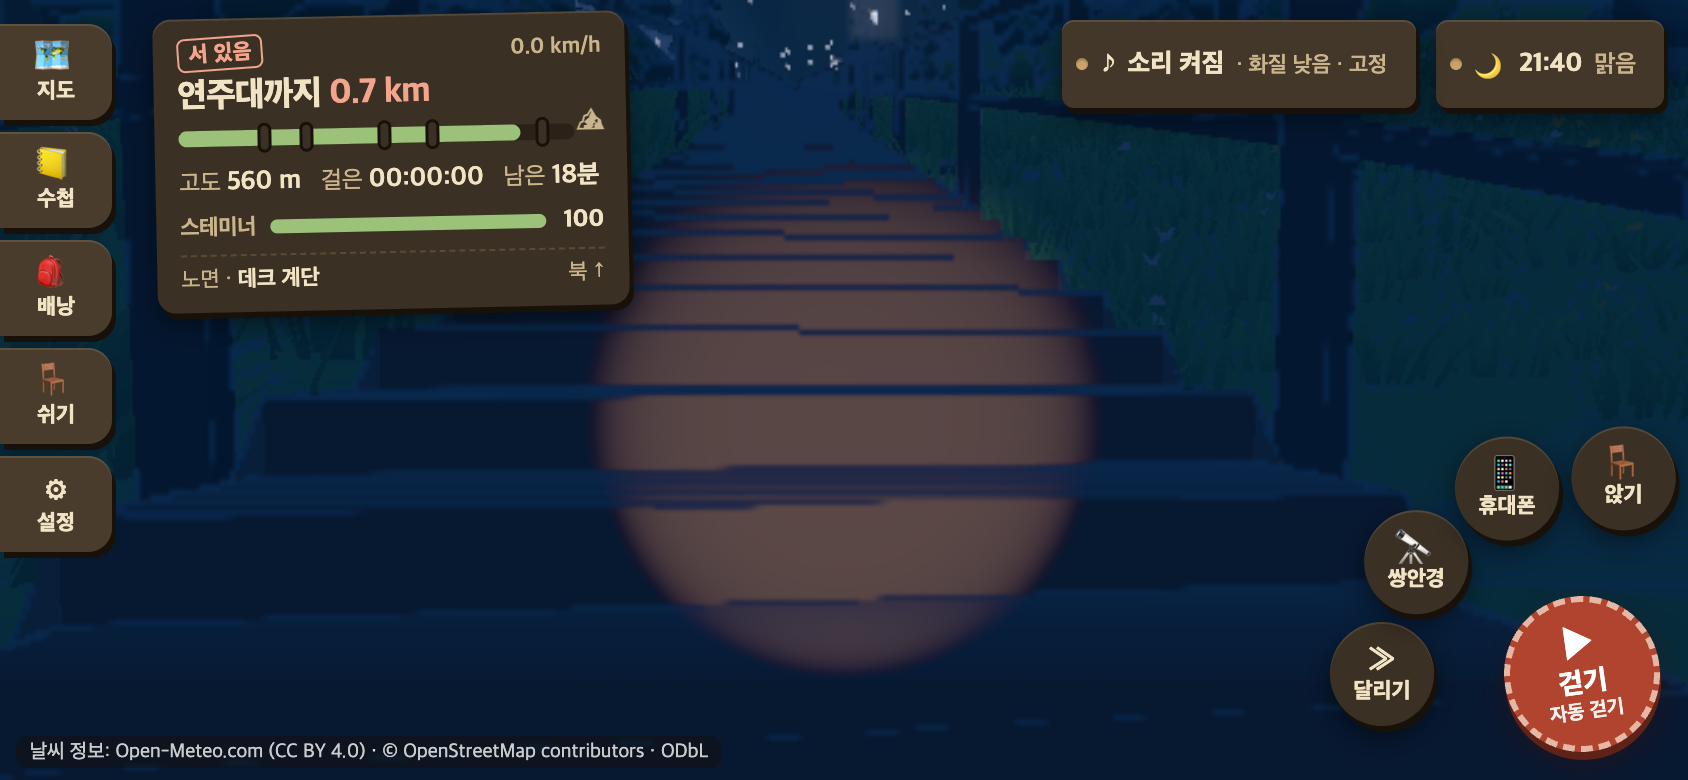 지도
수첩
배낭
쉬기
설정
서 있음
0.0 km/h
연주대까지 0.7 km
고도 560 m 걸은 00:00:00 남은 18분
스테미너 100
노면 · 데크 계단
북 ↑
♪ 소리 켜짐 · 화질 낮음 · 고정
21:40 맑음
휴대폰
앉기
쌍안경
달리기
걷기
자동 걷기
날씨 정보: Open-Meteo.com (CC BY 4.0) · © OpenStreetMap contributors · ODbL